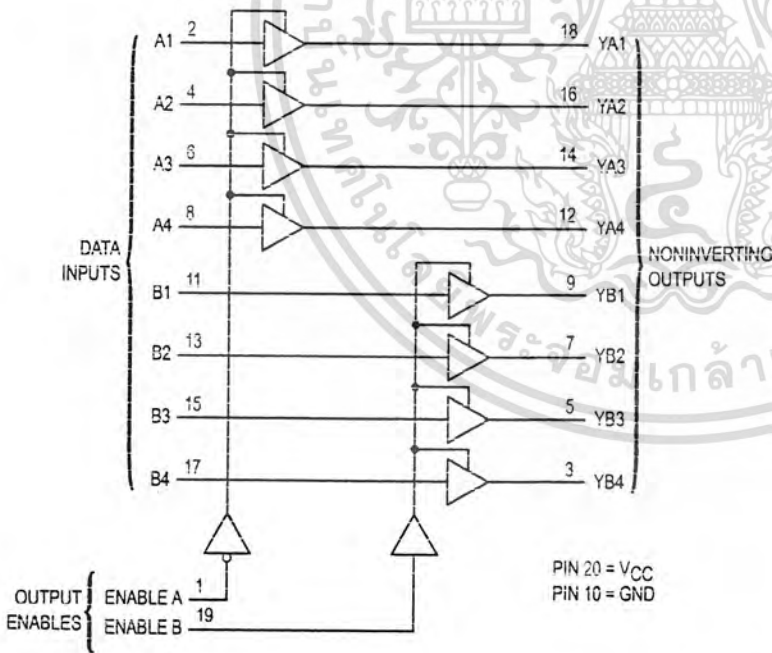 A1 2 18 YA1
A2 4 16 YA2
A3 6 14 YA3
A4 8 12 YA4
DATA INPUTS
NONINVERTING OUTPUTS
B1 11 9 YB1
B2 13 7 YB2
B3 15 5 YB3
B4 17 3 YB4
OUTPUT ENABLES
ENABLE A 1
ENABLE B 19
PIN 20 = VCC
PIN 10 = GND